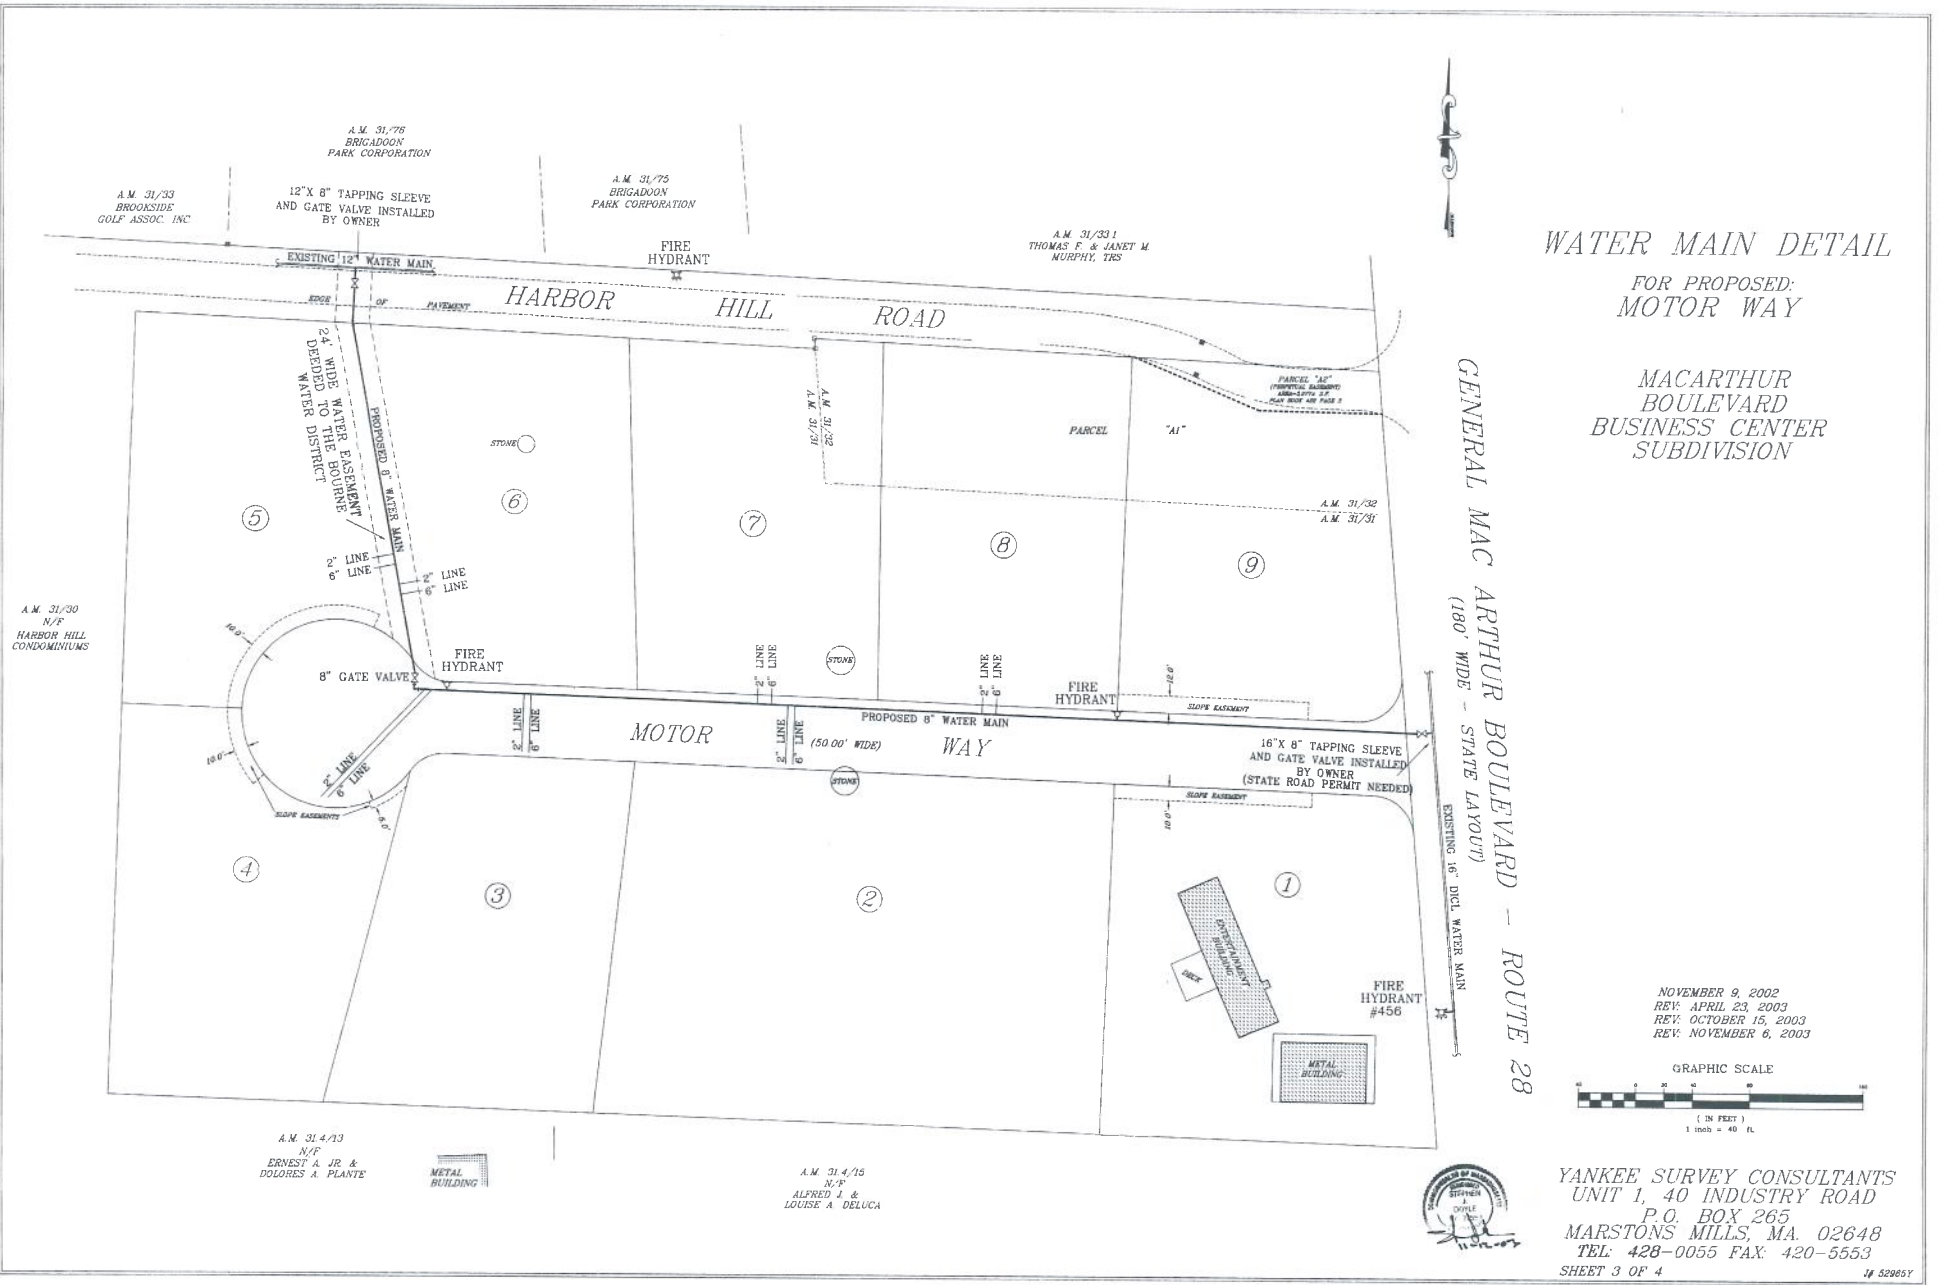 A.M. 31/76
BRIGADOON
PARK CORPORATION
A.M. 31/33
BROOKSIDE
GOLF ASSOC. INC.
12"X 8" TAPPING SLEEVE
AND GATE VALVE INSTALLED
BY OWNER
A.M. 31/75
BRIGADOON
PARK CORPORATION
FIRE
HYDRANT
A.M. 31/33.1
THOMAS F. & JANET M.
MURPHY, TRS
EXISTING 12" WATER MAIN
EDGE OF PAVEMENT
HARBOR HILL ROAD
24' WIDE WATER EASEMENT
DEEDED TO THE BOURNE
WATER DISTRICT
PROPOSED 8" WATER MAIN
STONE
A.M. 31/32
A.M. 31/31
PARCEL "A2"
(PERPETUAL EASEMENT)
PARCEL "A1"
A.M. 31/32
A.M. 31/31
5
6
7
8
9
2" LINE
6" LINE
2" LINE
6" LINE
A.M. 31/30
N/F
HARBOR HILL
CONDOMINIUMS
10.0'
8" GATE VALVE
FIRE
HYDRANT
2" LINE
6" LINE
STONE
2" LINE
6" LINE
FIRE
HYDRANT
12.0'
SLOPE EASEMENT
2" LINE
6" LINE
MOTOR WAY
(50.00' WIDE)
2" LINE
6" LINE
PROPOSED 8" WATER MAIN
STONE
16"X 8" TAPPING SLEEVE
AND GATE VALVE INSTALLED
BY OWNER
(STATE ROAD PERMIT NEEDED)
10.0'
2" LINE
6" LINE
SLOPE EASEMENTS
SLOPE EASEMENT
10.0'
4
3
2
1
ENTERTAINMENT
BUILDING
DECK
METAL
BUILDING
FIRE
HYDRANT
#456
EXISTING 16" DICL WATER MAIN
GENERAL MAC ARTHUR BOULEVARD - ROUTE 28
(180' WIDE - STATE LAYOUT)
A.M. 31.4/13
N/F
ERNEST A. JR. &
DOLORES A. PLANTE
METAL
BUILDING
A.M. 31.4/15
N/F
ALFRED J. &
LOUISE A. DELUCA
WATER MAIN DETAIL
FOR PROPOSED:
MOTOR WAY
MACARTHUR
BOULEVARD
BUSINESS CENTER
SUBDIVISION
NOVEMBER 9, 2002
REV: APRIL 23, 2003
REV: OCTOBER 15, 2003
REV: NOVEMBER 6, 2003
GRAPHIC SCALE
( IN FEET )
1 inch = 40 ft.
STEPHEN
J.
DOYLE
11-12-03
YANKEE SURVEY CONSULTANTS
UNIT 1, 40 INDUSTRY ROAD
P.O. BOX 265
MARSTONS MILLS, MA. 02648
TEL: 428-0055 FAX: 420-5553
SHEET 3 OF 4
J# 52965Y